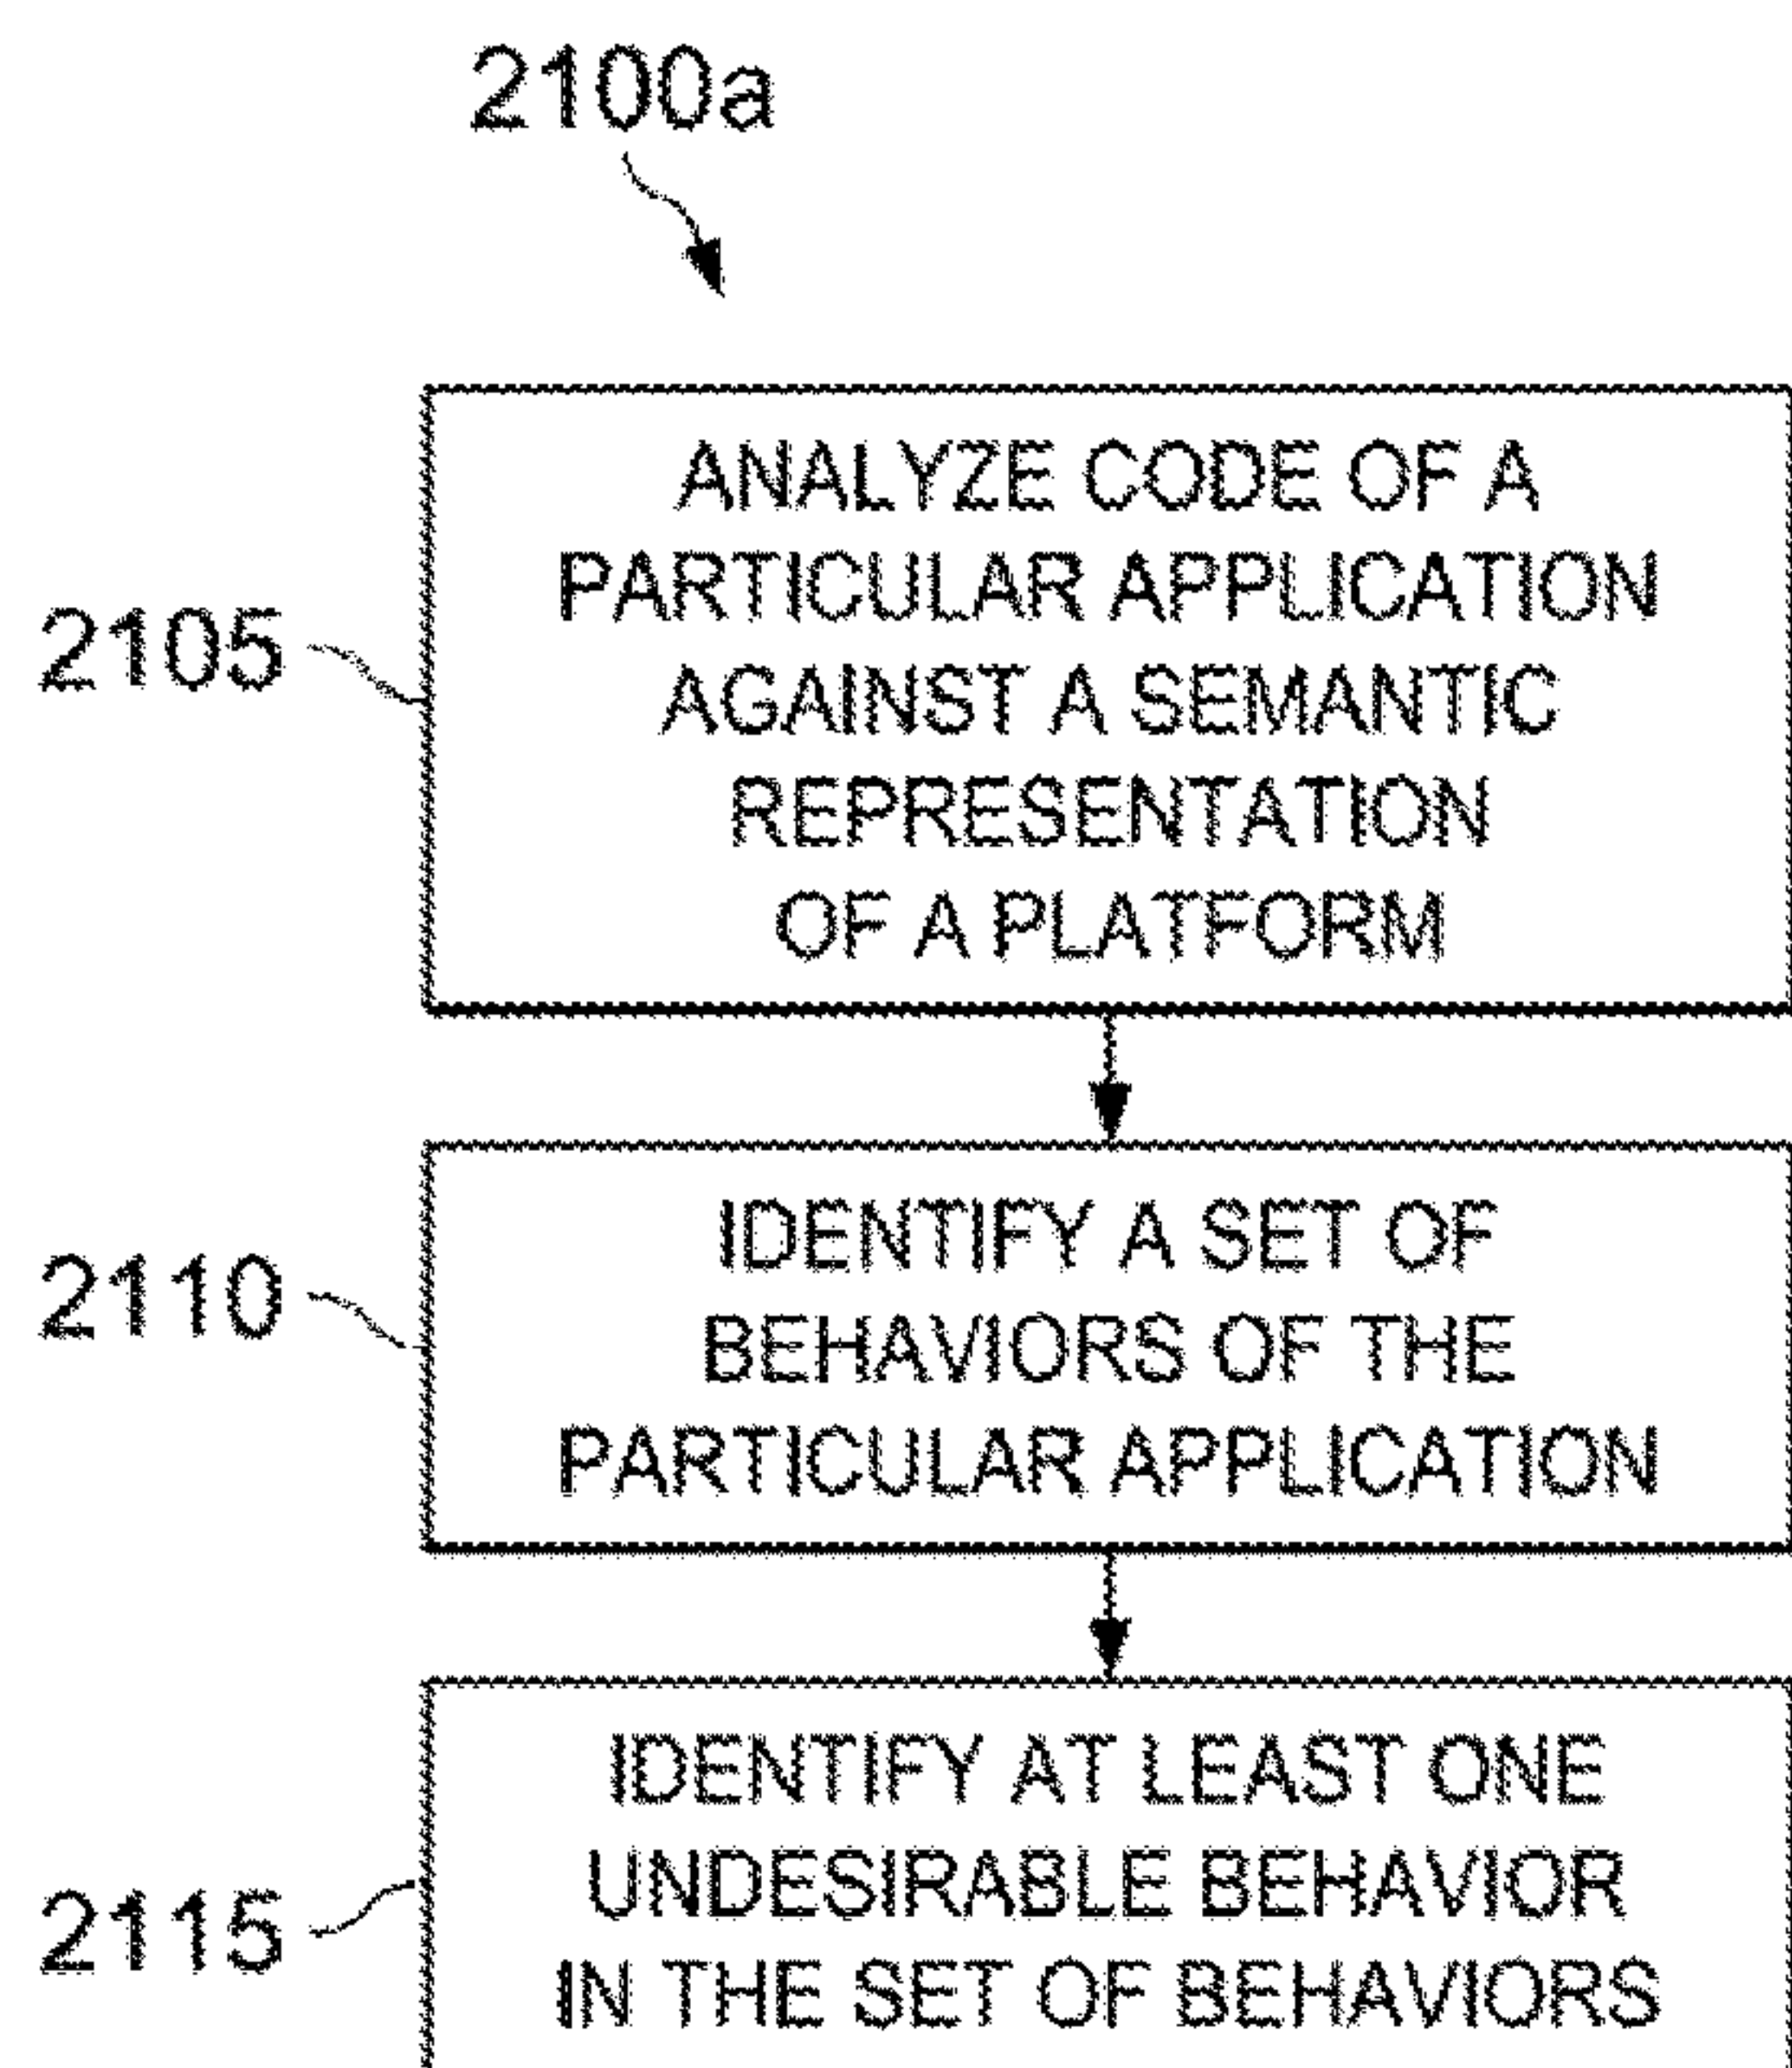 2100a
ANALYZE CODE OF A
PARTICULAR APPLICATION
AGAINST A SEMANTIC
REPRESENTATION
OF A PLATFORM
2105
IDENTIFY A SET OF
BEHAVIORS OF THE
PARTICULAR APPLICATION
2110
IDENTIFY AT LEAST ONE
UNDESIRABLE BEHAVIOR
IN THE SET OF BEHAVIORS
2115